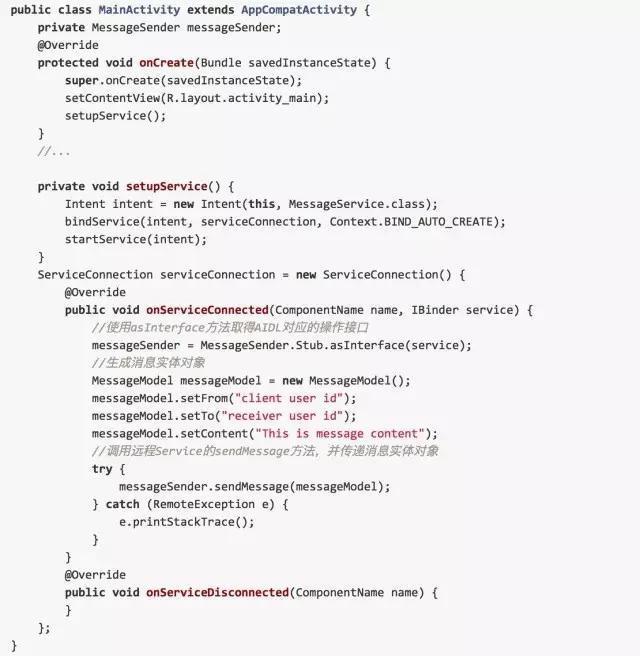 public class MainActivity extends AppCompatActivity {
    private MessageSender messageSender;
    @Override
    protected void onCreate(Bundle savedInstanceState) {
        super.onCreate(savedInstanceState);
        setContentView(R.layout.activity_main);
        setupService();
    }
    //...

    private void setupService() {
        Intent intent = new Intent(this, MessageService.class);
        bindService(intent, serviceConnection, Context.BIND_AUTO_CREATE);
        startService(intent);
    }
    ServiceConnection serviceConnection = new ServiceConnection() {
        @Override
        public void onServiceConnected(ComponentName name, IBinder service) {
            //使用asInterface方法取得AIDL对应的操作接口
            messageSender = MessageSender.Stub.asInterface(service);
            //生成消息实体对象
            MessageModel messageModel = new MessageModel();
            messageModel.setFrom("client user id");
            messageModel.setTo("receiver user id");
            messageModel.setContent("This is message content");
            //调用远程Service的sendMessage方法，并传递消息实体对象
            try {
                messageSender.sendMessage(messageModel);
            } catch (RemoteException e) {
                e.printStackTrace();
            }
        }
        @Override
        public void onServiceDisconnected(ComponentName name) {
        }
    };
}